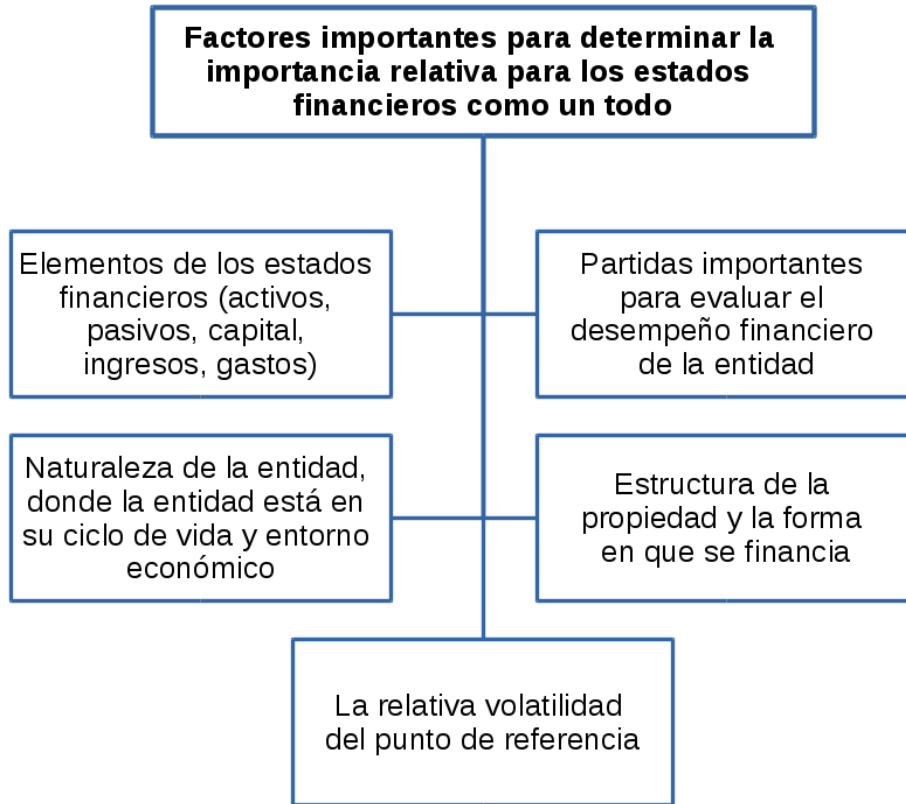 Factores importantes para determinar la
importancia relativa para los estados
financieros como un todo
Elementos de los estados
financieros (activos,
pasivos, capital,
ingresos, gastos)
Partidas importantes
para evaluar el
desempeño financiero
de la entidad
Naturaleza de la entidad,
donde la entidad está en
su ciclo de vida y entorno
económico
Estructura de la
propiedad y la forma
en que se financia
La relativa volatilidad
del punto de referencia